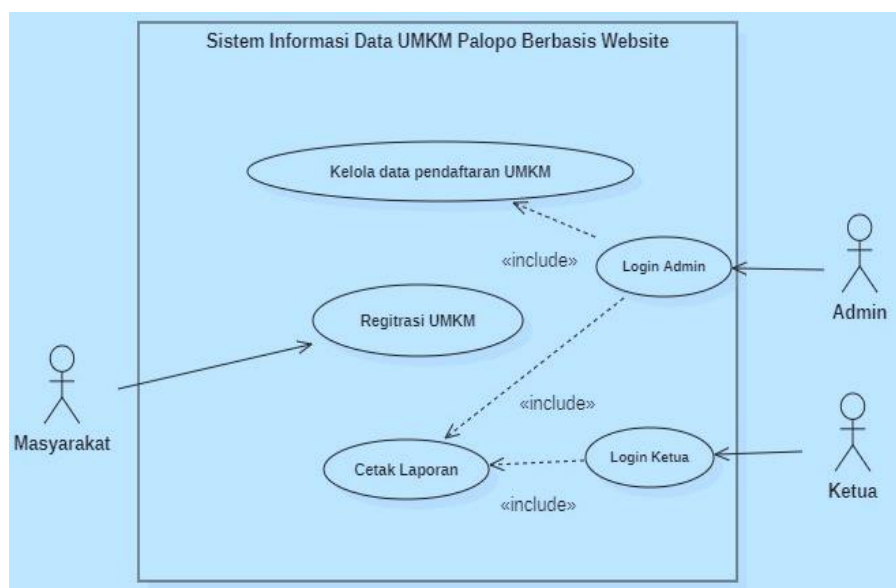 Sistem Informasi Data UMKM Palopo Berbasis Website
Kelola data pendaftaran UMKM
«include»
Login Admin
Admin
Regitrasi UMKM
Masyarakat
«include»
Cetak Laporan
Login Ketua
«include»
Ketua